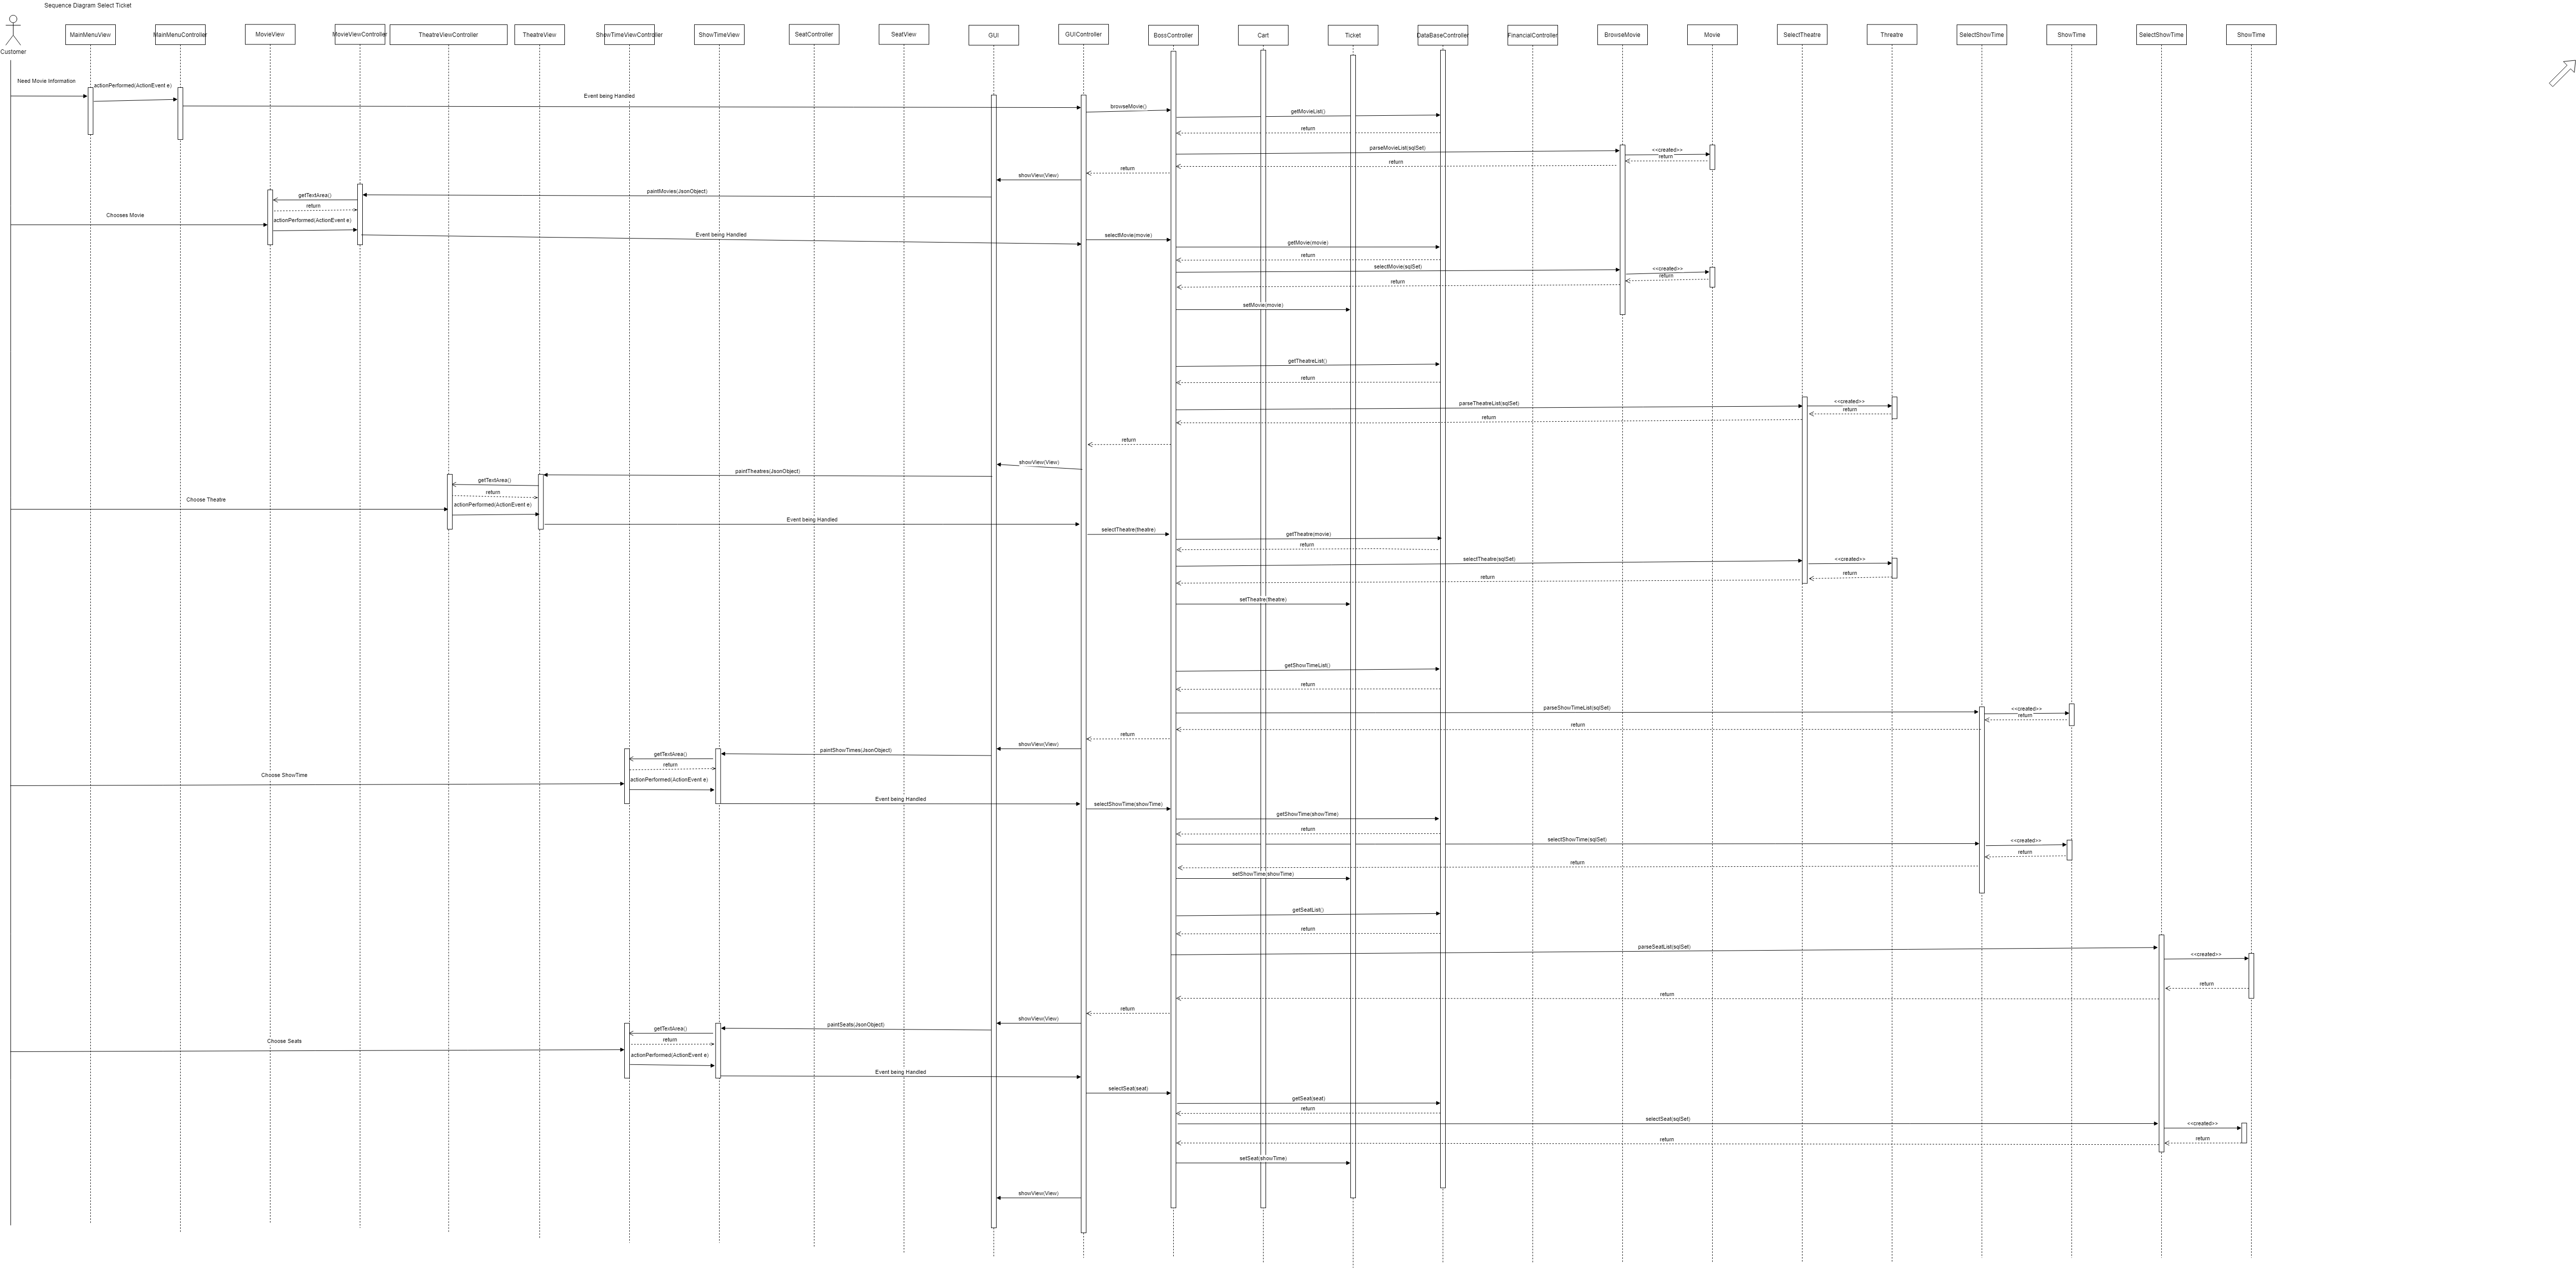 Sequence Diagram Select Ticket
Customer
MainMenuView
MainMenuController
MovieView
MovieViewController
TheatreViewController
TheatreView
ShowTimeViewController
ShowTimeView
SeatController
SeatView
GUI
GUIController
BossController
Cart
Ticket
DataBaseController
FinancialController
BrowseMovie
Movie
SelectTheatre
Threatre
SelectShowTime
ShowTime
SelectShowTime
ShowTime
Need Movie Information
actionPerformed(ActionEvent e)
Event being Handled
browseMovie()
getMovieList()
return
parseMovieList(sqlSet)
<<created>>
return
return
return
showView(View)
paintMovies(JsonObject)
getTextArea()
return
Chooses Movie
actionPerformed(ActionEvent e)
Event being Handled
selectMovie(movie)
getMovie(movie)
return
selectMovie(sqlSet)
<<created>>
return
return
setMovie(movie)
getTheatreList()
return
parseTheatreList(sqlSet)
<<created>>
return
return
return
showView(View)
paintTheatres(JsonObject)
getTextArea()
return
Choose Theatre
actionPerformed(ActionEvent e)
Event being Handled
selectTheatre(theatre)
getTheatre(movie)
return
selectTheatre(sqlSet)
<<created>>
return
return
setTheatre(theatre)
getShowTimeList()
return
parseShowTimeList(sqlSet)
<<created>>
return
return
return
showView(View)
paintShowTimes(JsonObject)
getTextArea()
return
Choose ShowTime
actionPerformed(ActionEvent e)
Event being Handled
selectShowTime(showTime)
getShowTime(showTime)
return
selectShowTime(sqlSet)
<<created>>
return
return
setShowTime(showTime)
getSeatList()
return
parseSeatList(sqlSet)
<<created>>
return
return
return
showView(View)
paintSeats(JsonObject)
getTextArea()
return
Choose Seats
actionPerformed(ActionEvent e)
Event being Handled
selectSeat(seat)
getSeat(seat)
return
selectSeat(sqlSet)
<<created>>
return
return
setSeat(showTime)
showView(View)